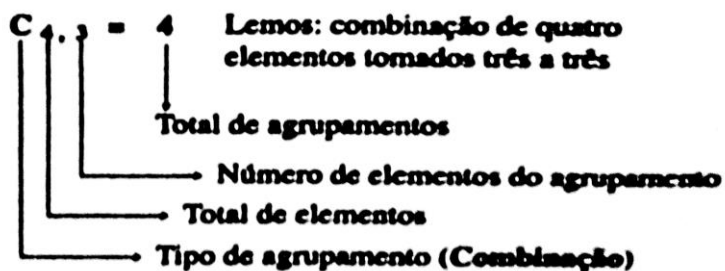 C 4, 3 = 4 Lemos: combinação de quatro
elementos tomados três a três
Total de agrupamentos
Número de elementos do agrupamento
Total de elementos
Tipo de agrupamento (Combinação)